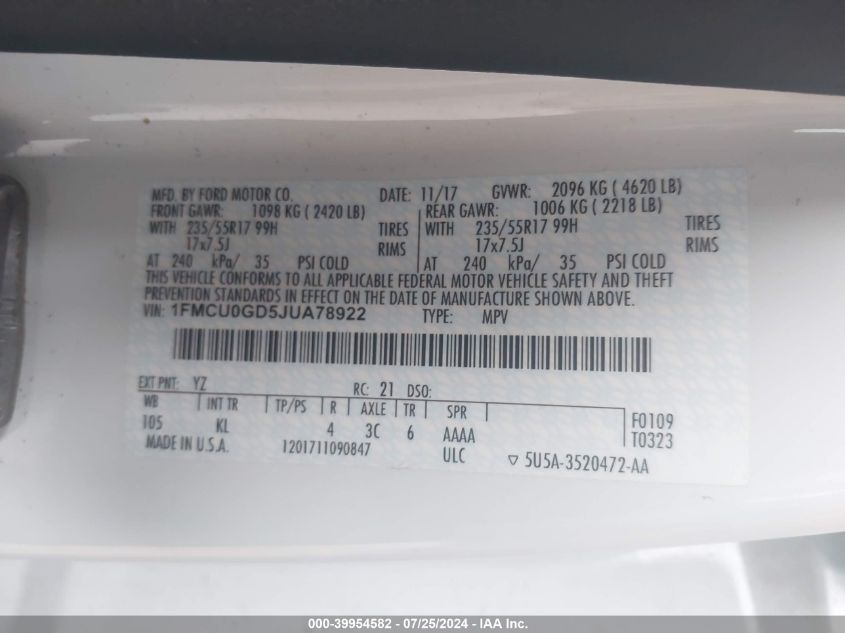 MFD. BY FORD MOTOR CO. DATE: 11/17 GVWR: 2096 KG ( 4620 LB)
FRONT GAWR: 1098 KG ( 2420 LB) REAR GAWR: 1006 KG ( 2218 LB)
WITH 235/55R17 99H TIRES WITH 235/55R17 99H TIRES
17x7.5J RIMS 17x7.5J RIMS
AT 240 kPa/ 35 PSI COLD AT 240 kPa/ 35 PSI COLD
THIS VEHICLE CONFORMS TO ALL APPLICABLE FEDERAL MOTOR VEHICLE SAFETY AND THEFT
PREVENTION STANDARDS IN EFFECT ON THE DATE OF MANUFACTURE SHOWN ABOVE.
VIN: 1FMCU0GD5JUA78922 TYPE: MPV
EXT PNT: YZ RC: 21 DSO:
WB INT TR TP/PS R AXLE TR SPR F0109
105 KL 4 3C 6 AAAA T0323
MADE IN U.S.A. 1201711090847 ULC ▽ 5U5A-3520472-AA
000-39954582 - 07/25/2024 - IAA Inc.